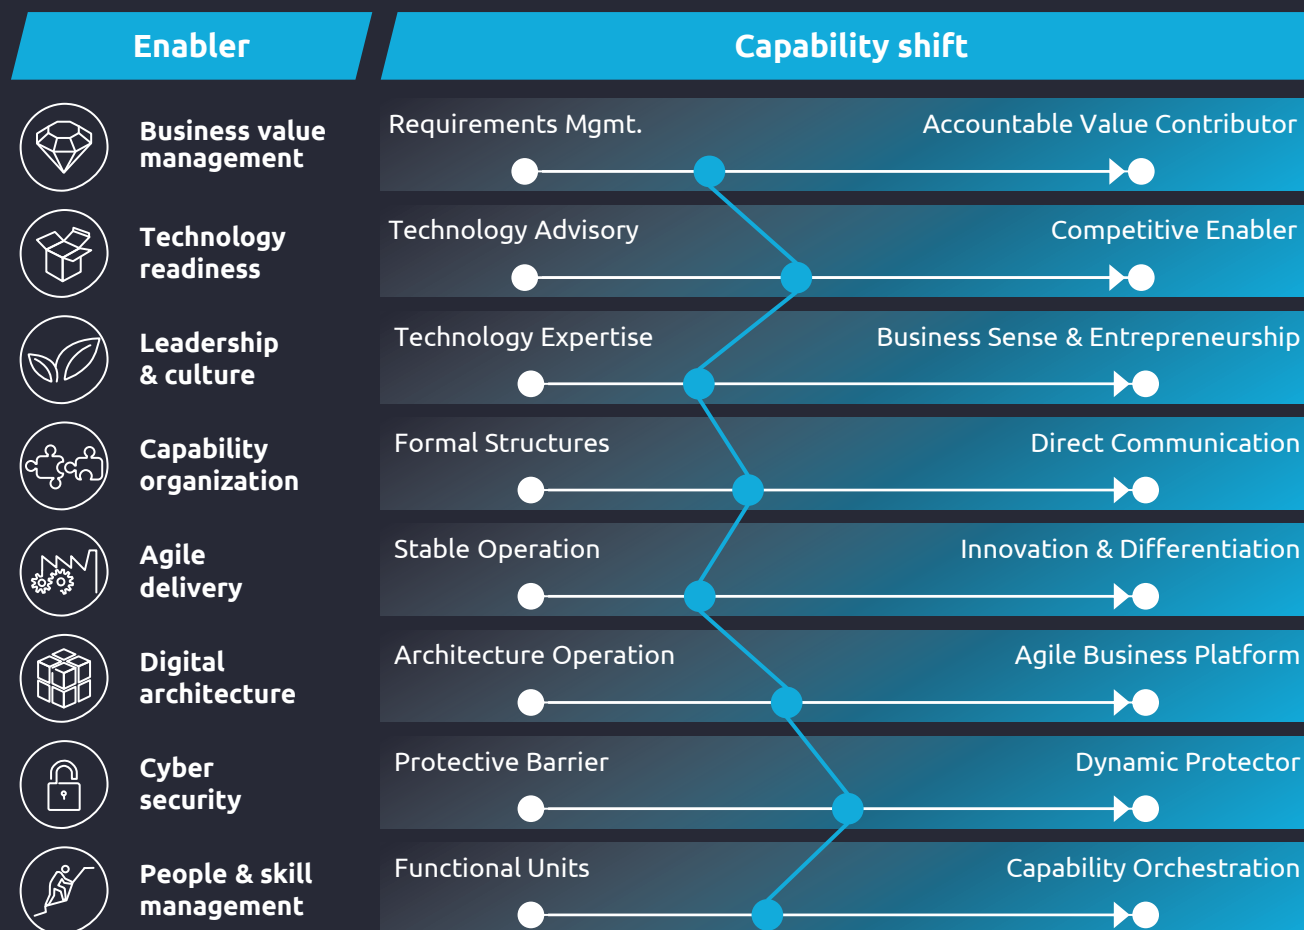 Enabler
Capability shift
Business value
management
Requirements Mgmt.
Accountable Value Contributor
Technology
readiness
Technology Advisory
Competitive Enabler
Leadership
& culture
Technology Expertise
Business Sense & Entrepreneurship
Capability
organization
Formal Structures
Direct Communication
Agile
delivery
Stable Operation
Innovation & Differentiation
Digital
architecture
Architecture Operation
Agile Business Platform
Cyber
security
Protective Barrier
Dynamic Protector
People & skill
management
Functional Units
Capability Orchestration